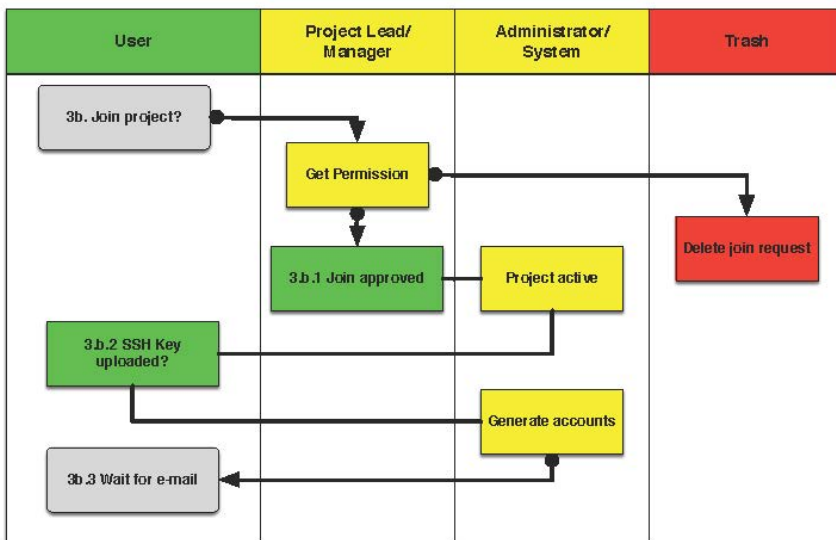 User
Project Lead/
Manager
Administrator/
System
Trash
3b. Join project?
Get Permission
Delete join request
3.b.1 Join approved
Project active
3.b.2 SSH Key
uploaded?
Generate accounts
3b.3 Wait for e-mail